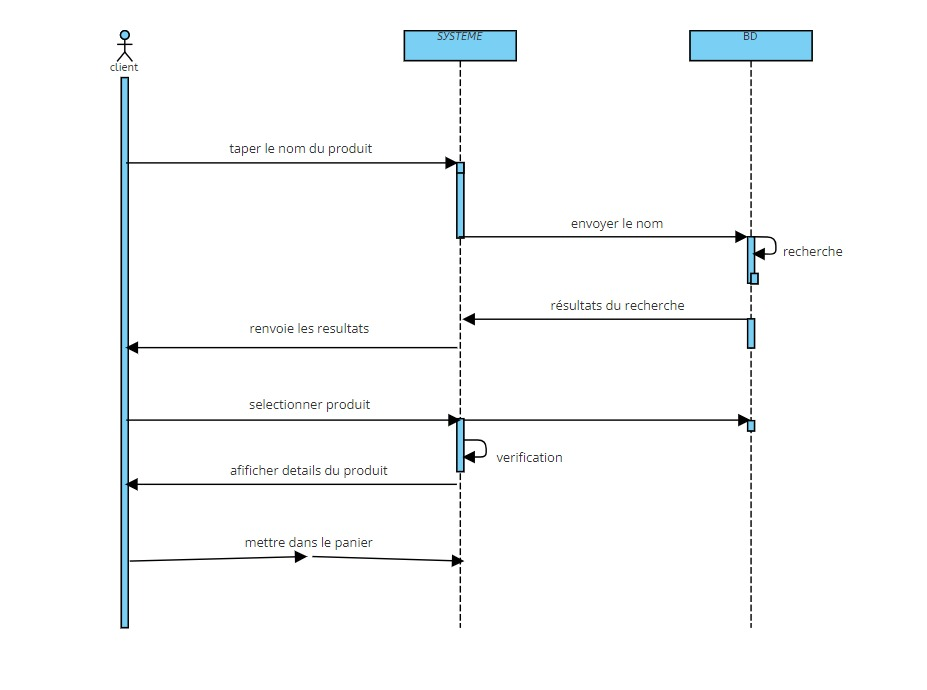 client
SYSTEME
BD
taper le nom du produit
envoyer le nom
recherche
résultats du recherche
renvoie les resultats
selectionner produit
verification
afificher details du produit
mettre dans le panier